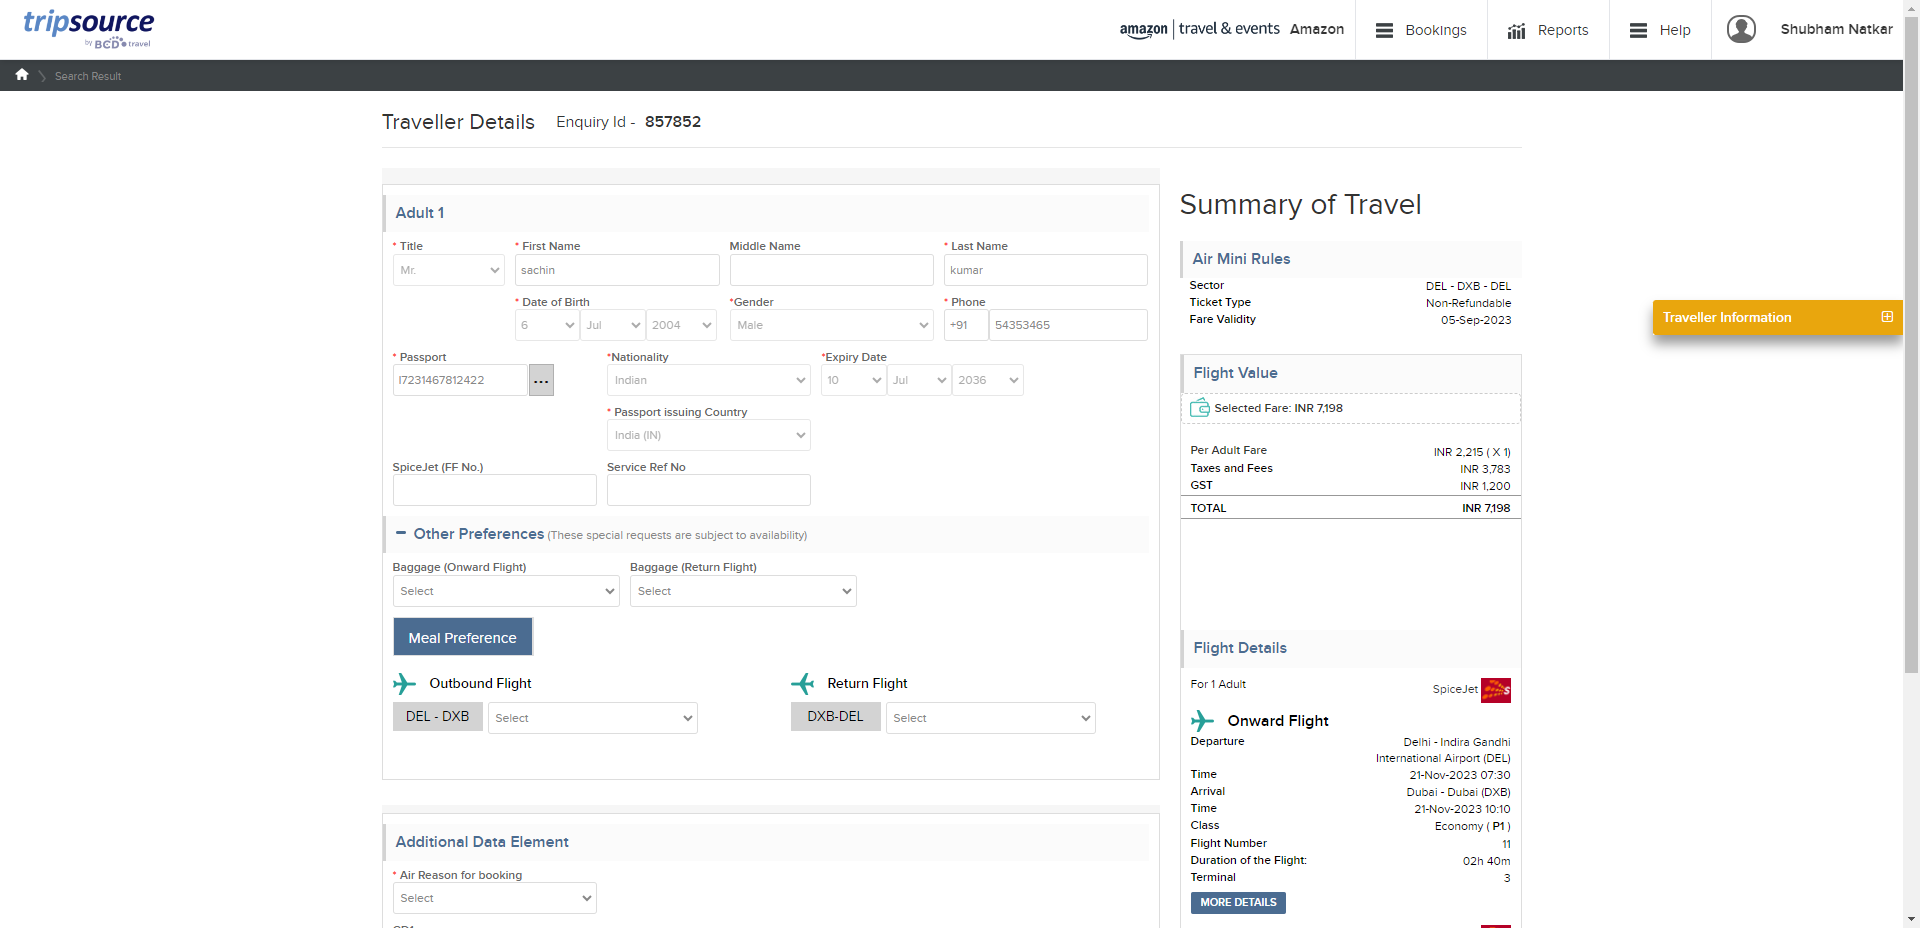 tripsource
by BCD travel
amazon travel & events Amazon
Bookings
Reports
Help
Shubham Natkar
Search Result
Traveller Details Enquiry Id - 857852
Adult 1
* Title
* First Name
Middle Name
* Last Name
Mr.
sachin
kumar
* Date of Birth
*Gender
* Phone
6
Jul
2004
Male
+91
54353465
* Passport
*Nationality
*Expiry Date
I7231467812422
...
Indian
10
Jul
2036
* Passport issuing Country
India (IN)
SpiceJet (FF No.)
Service Ref No
Other Preferences (These special requests are subject to availability)
Baggage (Onward Flight)
Baggage (Return Flight)
Select
Select
Meal Preference
Outbound Flight
Return Flight
DEL - DXB
Select
DXB-DEL
Select
Additional Data Element
* Air Reason for booking
Select
Summary of Travel
Air Mini Rules
Sector DEL - DXB - DEL
Ticket Type Non-Refundable
Fare Validity 05-Sep-2023
Traveller Information
Flight Value
Selected Fare: INR 7,198
Per Adult Fare INR 2,215 ( X 1)
Taxes and Fees INR 3,783
GST INR 1,200
TOTAL INR 7,198
Flight Details
For 1 Adult SpiceJet
Onward Flight
Departure Delhi - Indira Gandhi
International Airport (DEL)
Time 21-Nov-2023 07:30
Arrival Dubai - Dubai (DXB)
Time 21-Nov-2023 10:10
Class Economy ( P1 )
Flight Number 11
Duration of the Flight: 02h 40m
Terminal 3
MORE DETAILS